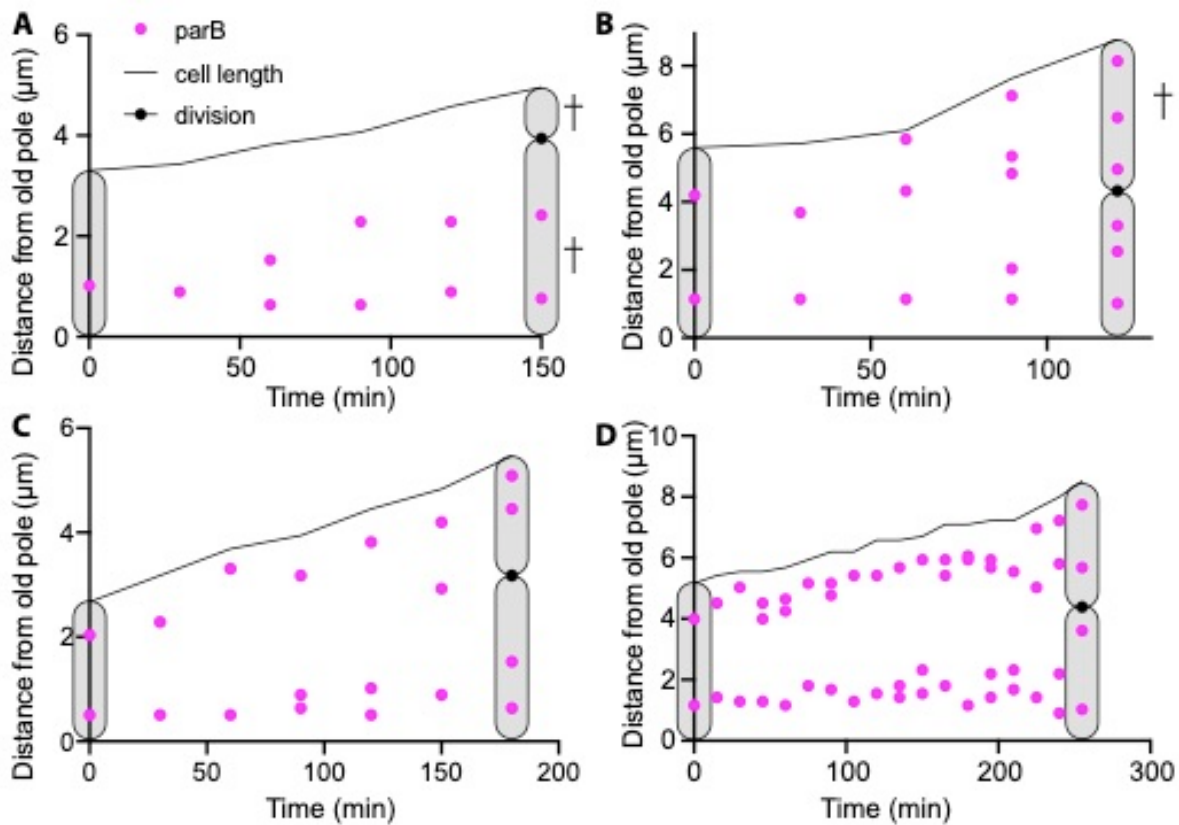 A
Distance from old pole (µm)
6
4
2
0
parB
cell length
division
†
†
0
50
100
150
Time (min)
B
Distance from old pole (µm)
8
6
4
2
0
†
0
50
100
Time (min)
C
Distance from old pole (µm)
6
4
2
0
0
50
100
150
200
Time (min)
D
Distance from old pole (µm)
10
8
6
4
2
0
0
100
200
300
Time (min)